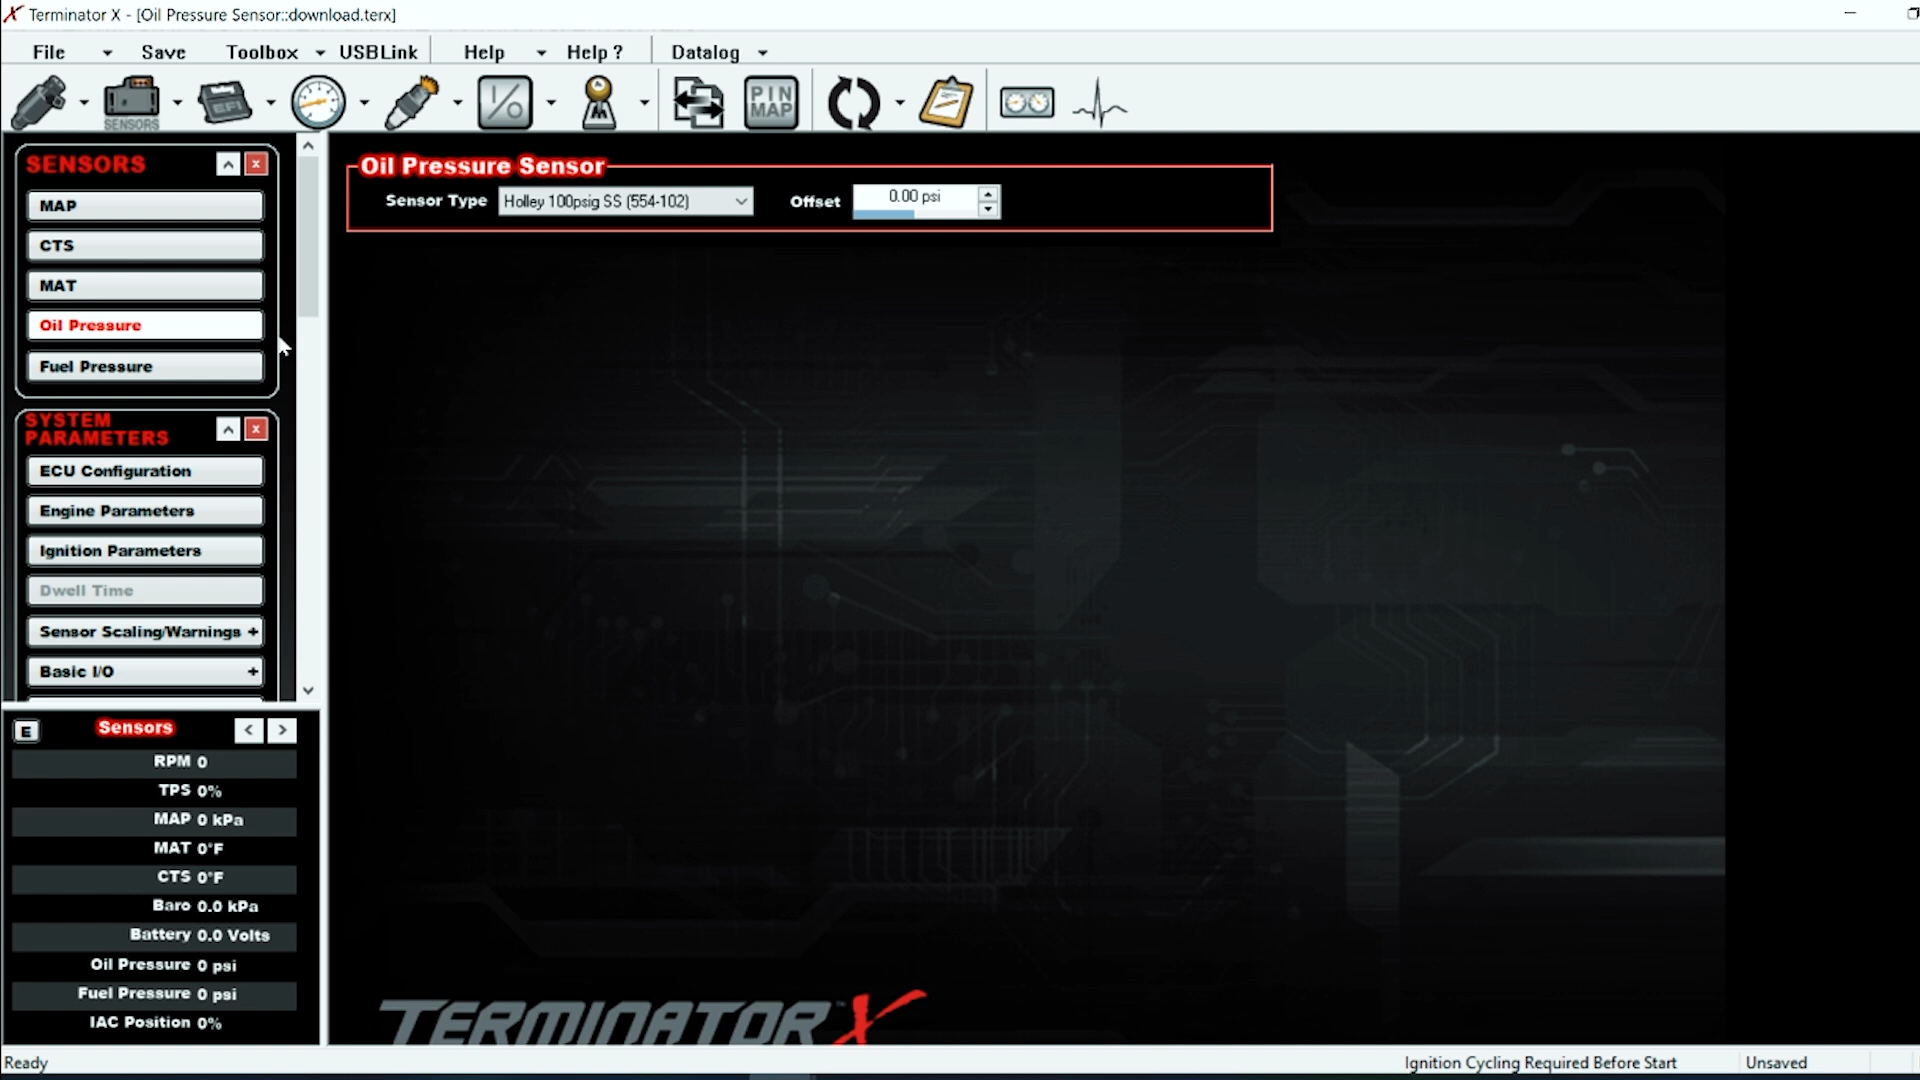 Terminator X - [Oil Pressure Sensor::download.terx]
File Save Toolbox USBLink Help Help ? Datalog
SENSORS
EFI
I/O
PIN MAP
SENSORS
MAP
CTS
MAT
Oil Pressure
Fuel Pressure
SYSTEM
PARAMETERS
ECU Configuration
Engine Parameters
Ignition Parameters
Dwell Time
Sensor Scaling/Warnings +
Basic I/O +
Oil Pressure Sensor
Sensor Type Holley 100psig SS (554-102) Offset 0.00 psi
E Sensors < >
RPM 0
TPS 0%
MAP 0 kPa
MAT 0°F
CTS 0°F
Baro 0.0 kPa
Battery 0.0 Volts
Oil Pressure 0 psi
Fuel Pressure 0 psi
IAC Position 0%
TERMINATOR X
Ready Ignition Cycling Required Before Start Unsaved